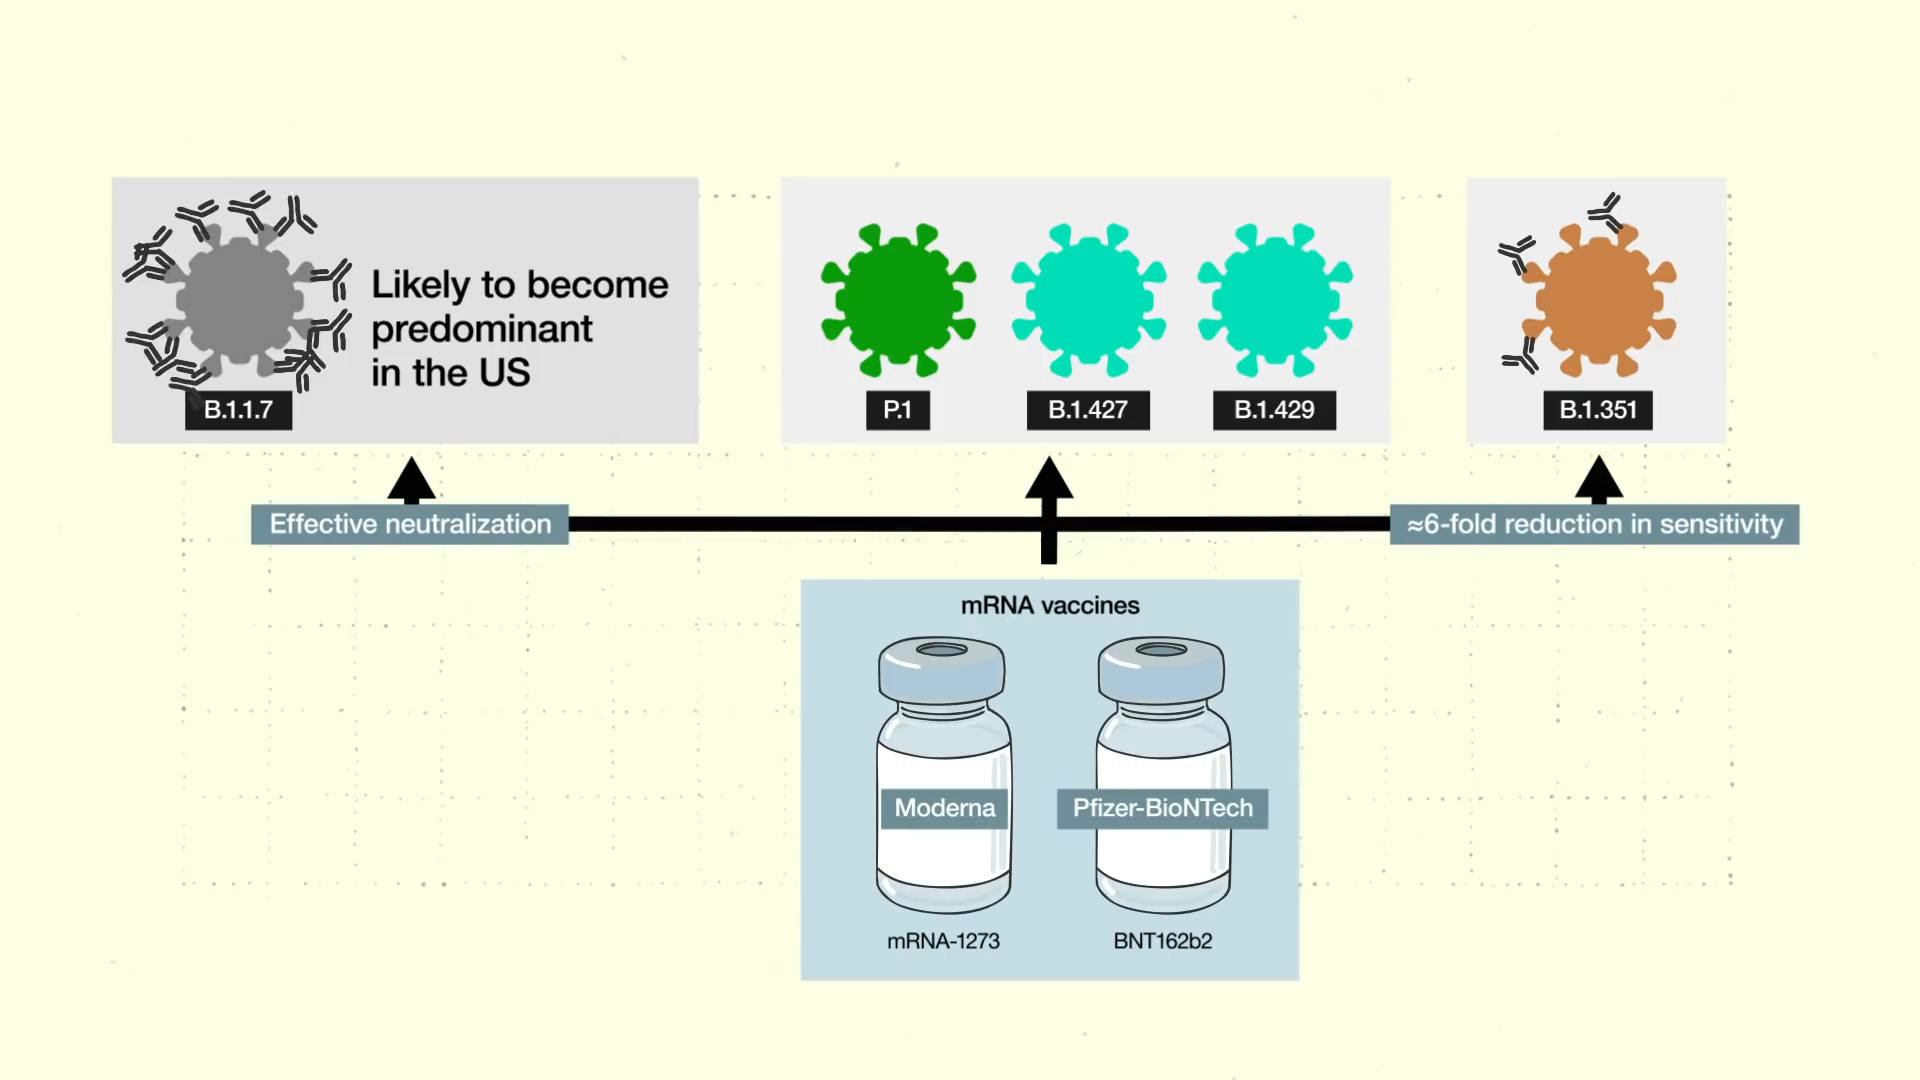 Likely to become
predominant
in the US
B.1.1.7
P.1
B.1.427
B.1.429
B.1.351
Effective neutralization
≈6-fold reduction in sensitivity
mRNA vaccines
Moderna
Pfizer-BioNTech
mRNA-1273
BNT162b2